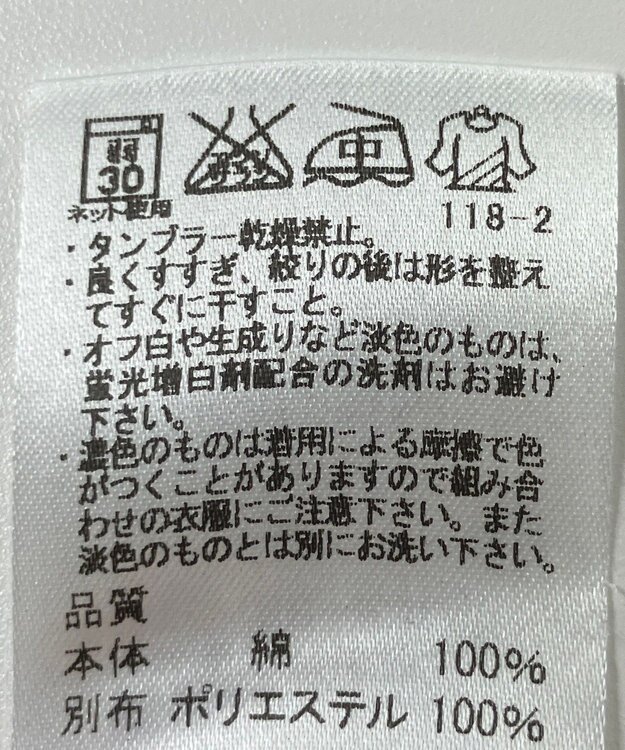 弱
30
ネット使用
エンソサラシ
中
118-2
・タンブラー乾燥禁止。
・良くすすぎ、絞りの後は形を整え
てすぐに干すこと。
・オフ白や生成りなど淡色のものは、
蛍光増白剤配合の洗剤はお避け
下さい。
・濃色のものは着用による摩擦で色
がつくことがありますので組み合
わせの衣服にご注意下さい。また
淡色のものとは別にお洗い下さい。
品質
本体 綿 100%
別布 ポリエステル 100%